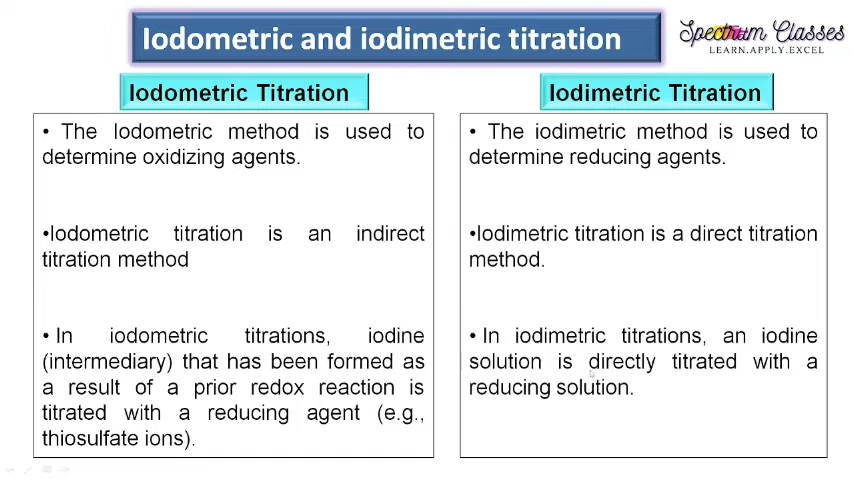 Iodometric and iodimetric titration
Spectrum Classes
LEARN.APPLY.EXCEL
Iodometric Titration
• The Iodometric method is used to
determine oxidizing agents.
•Iodometric titration is an indirect
titration method
• In iodometric titrations, iodine
(intermediary) that has been formed as
a result of a prior redox reaction is
titrated with a reducing agent (e.g.,
thiosulfate ions).
Iodimetric Titration
• The iodimetric method is used to
determine reducing agents.
•Iodimetric titration is a direct titration
method.
• In iodimetric titrations, an iodine
solution is directly titrated with a
reducing solution.